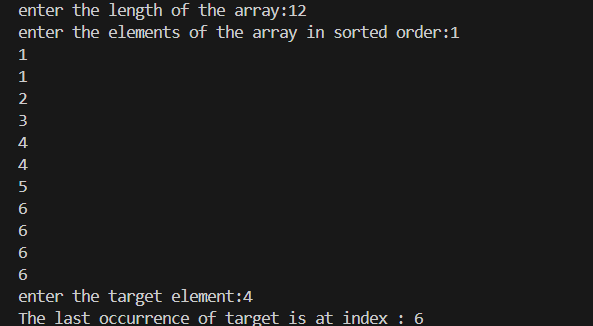 enter the length of the array:12
enter the elements of the array in sorted order:1
1
1
2
3
4
4
5
6
6
6
6
enter the target element:4
The last occurrence of target is at index : 6